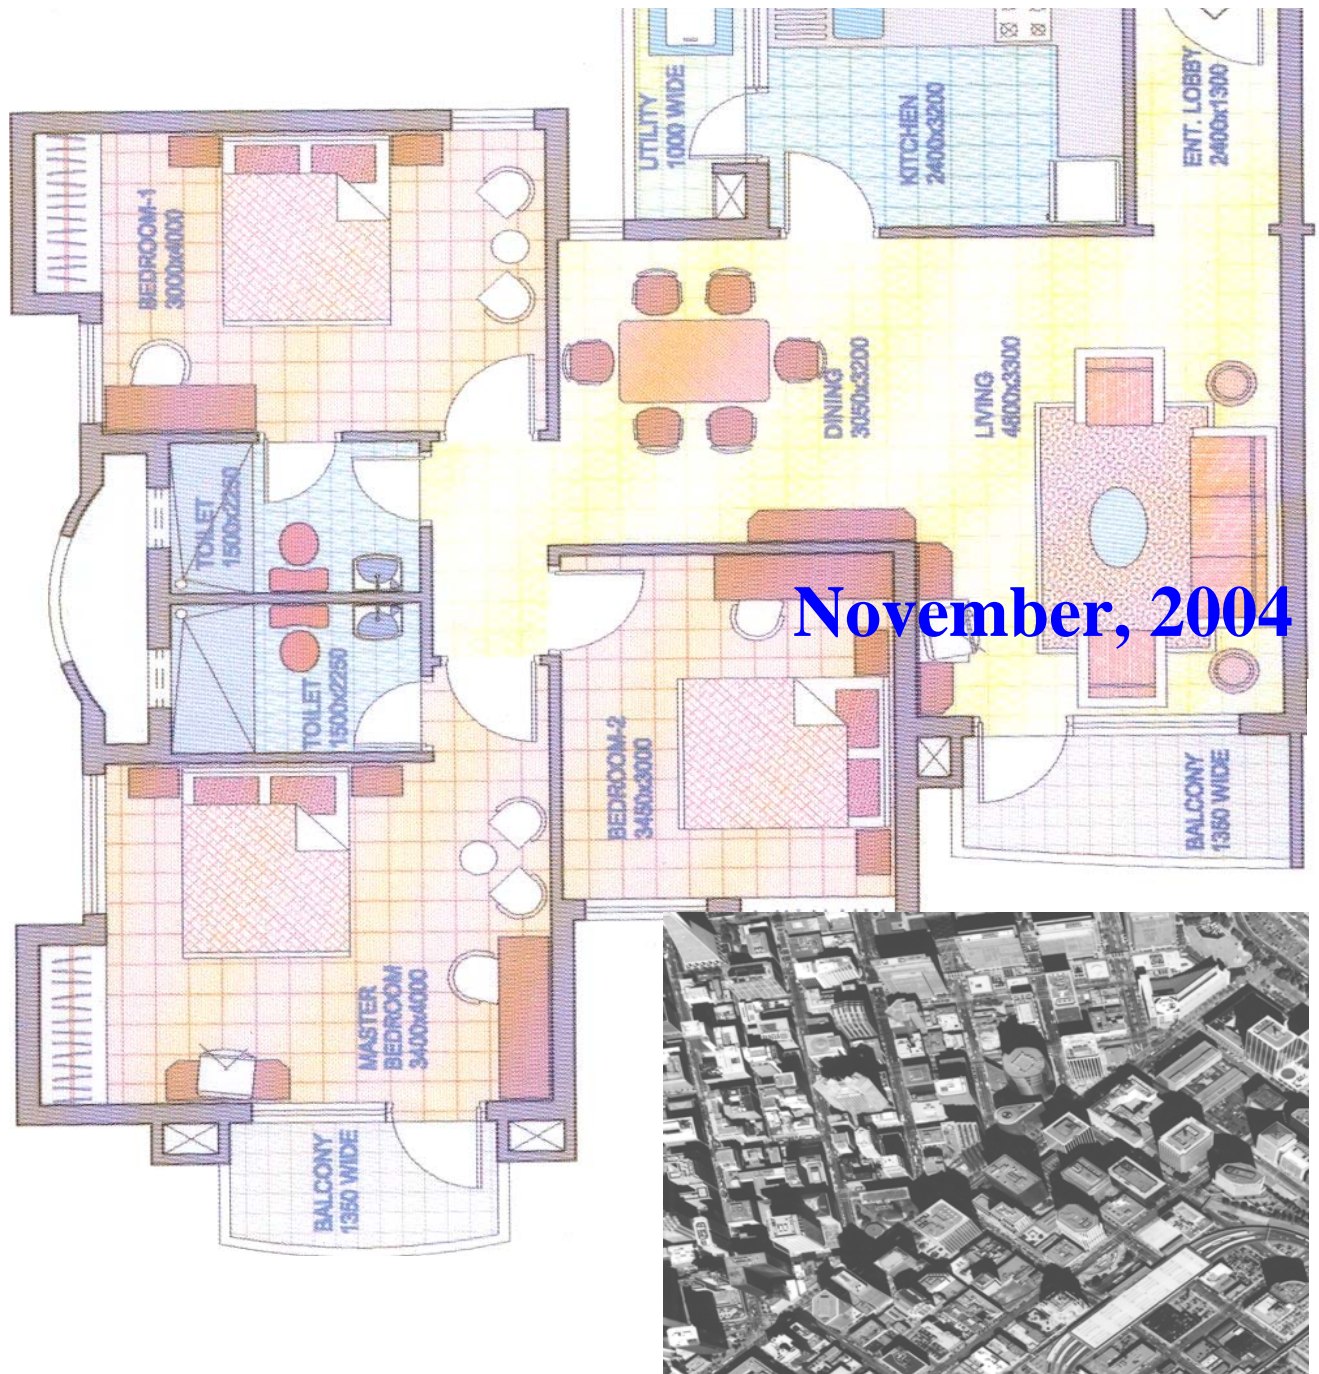 UTILITY
1000 WIDE
KITCHEN
2400x3200
ENT. LOBBY
2400x1300
BEDROOM-1
3000x4000
DINING
3050x3200
LIVING
4800x3300
TOILET
1500x2250
November, 2004
TOILET
1500x2250
BEDROOM-2
3450x3000
BALCONY
1350 WIDE
MASTER
BEDROOM
3400x4000
BALCONY
1350 WIDE